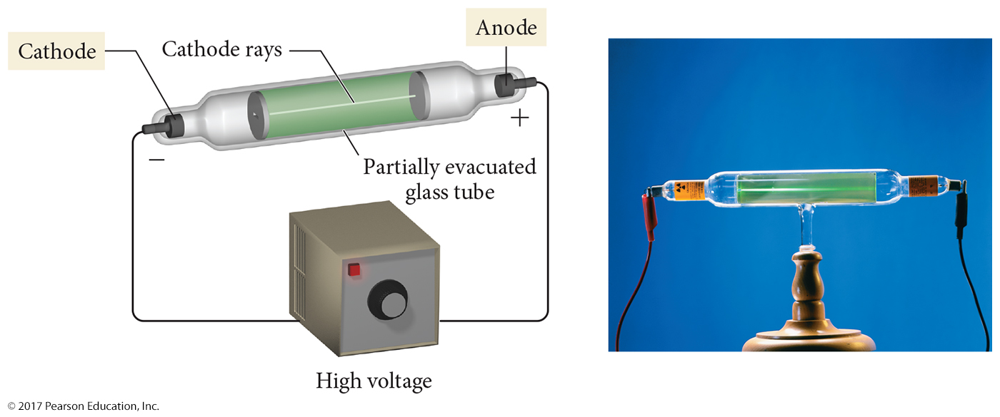 Cathode
Cathode rays
Anode
−
+
Partially evacuated
glass tube
High voltage
© 2017 Pearson Education, Inc.